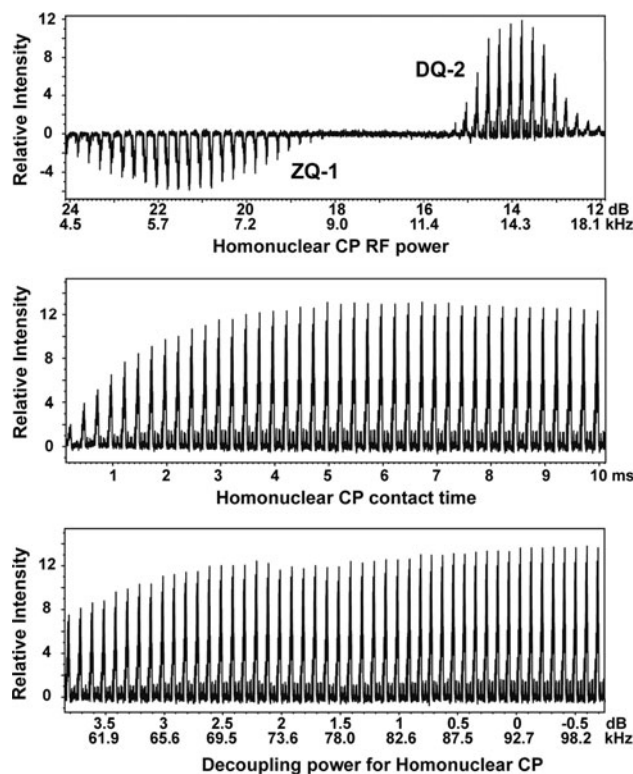 12
DQ-2
Relative Intensity
8
4
0
-4
ZQ-1
24 22 20 18 16 14 12 dB
4.5 5.7 7.2 9.0 11.4 14.3 18.1 kHz
Homonuclear CP RF power
12
Relative Intensity
8
4
0
1 2 3 4 5 6 7 8 9 10 ms
Homonuclear CP contact time
12
Relative Intensity
8
4
0
3.5 3 2.5 2 1.5 1 0.5 0 -0.5 dB
61.9 65.6 69.5 73.6 78.0 82.6 87.5 92.7 98.2 kHz
Decoupling power for Homonuclear CP